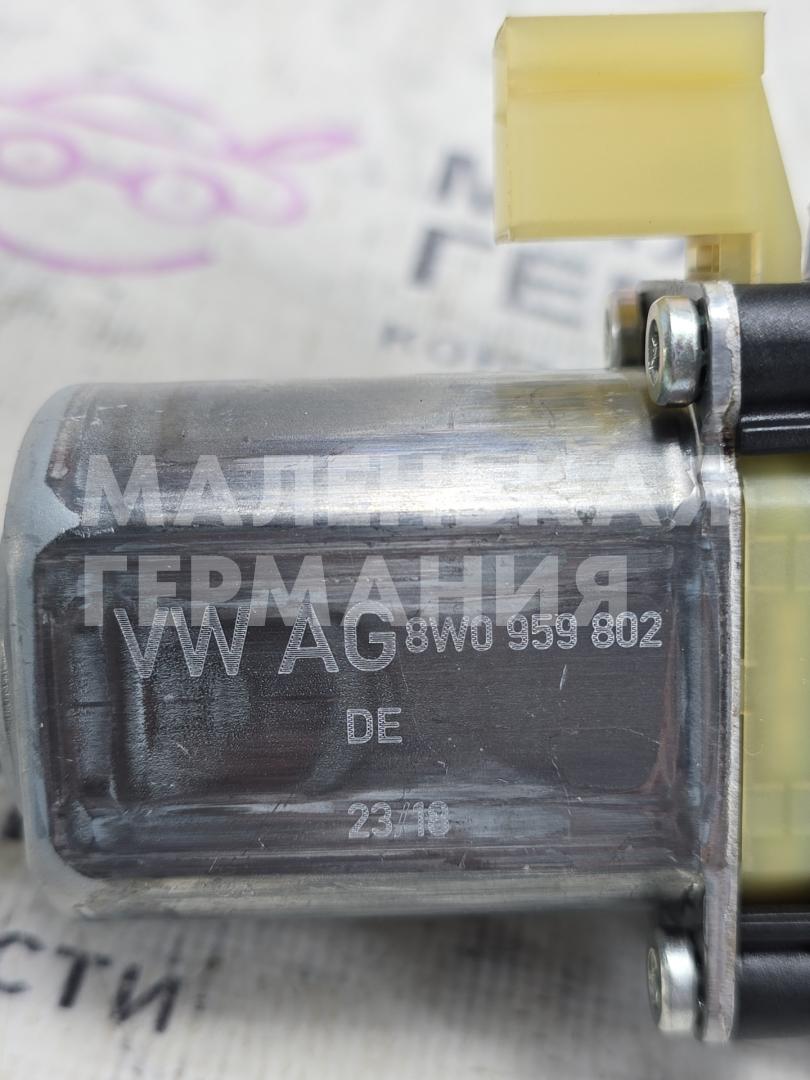 МАЛЕНЬКАЯ
ГЕРМАНИЯ
VW AG 8W0 959 802
DE
23/18